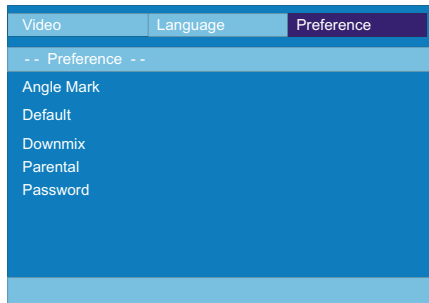 Video Language Preference
- - Preference - -
Angle Mark
Default
Downmix
Parental
Password